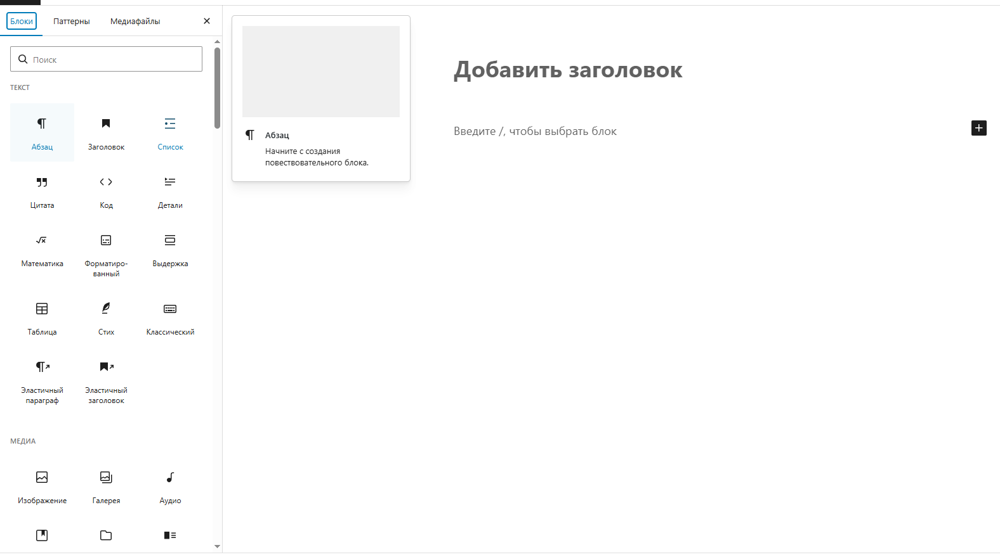 Блоки Паттерны Медиафайлы
Поиск
ТЕКСТ
Абзац Заголовок Список
Цитата Код Детали
Математика Форматиро- Выдержка
ванный
Таблица Стих Классический
Эластичный Эластичный
параграф заголовок
МЕДИА
Изображение Галерея Аудио
Абзац
Начните с создания
повествовательного блока.
Добавить заголовок
Введите /, чтобы выбрать блок